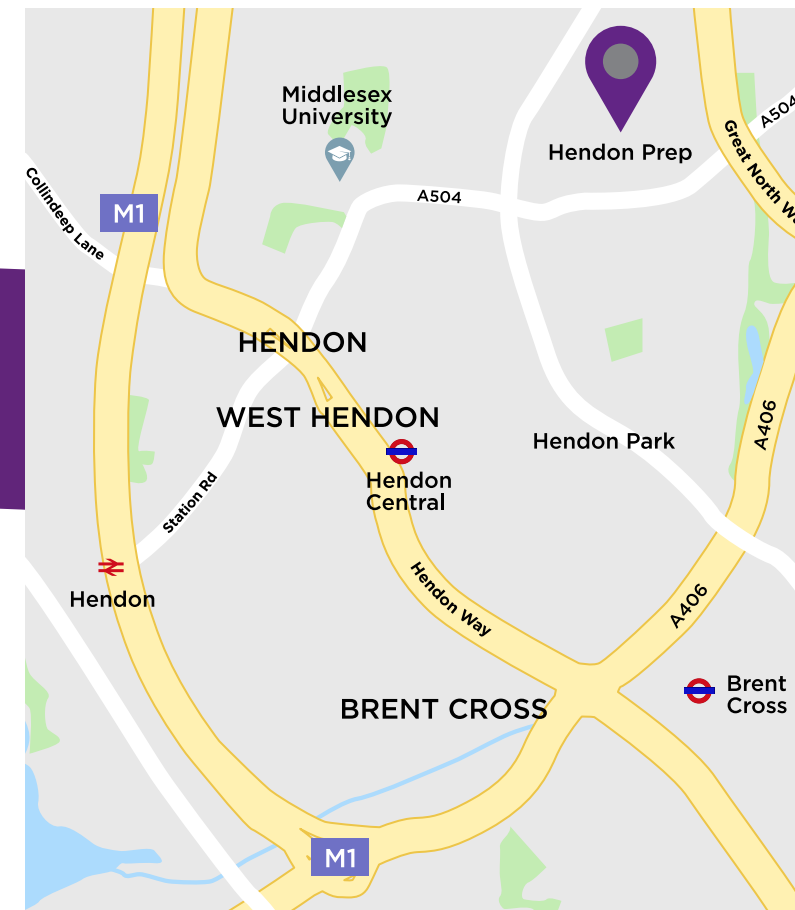 Middlesex
University
Hendon Prep
A504
Great North Wa
A504
Collindeep Lane
M1
HENDON
WEST HENDON
A406
Hendon Park
Hendon
Central
Station Rd
Hendon
Hendon Way
A406
Brent
Cross
BRENT CROSS
M1